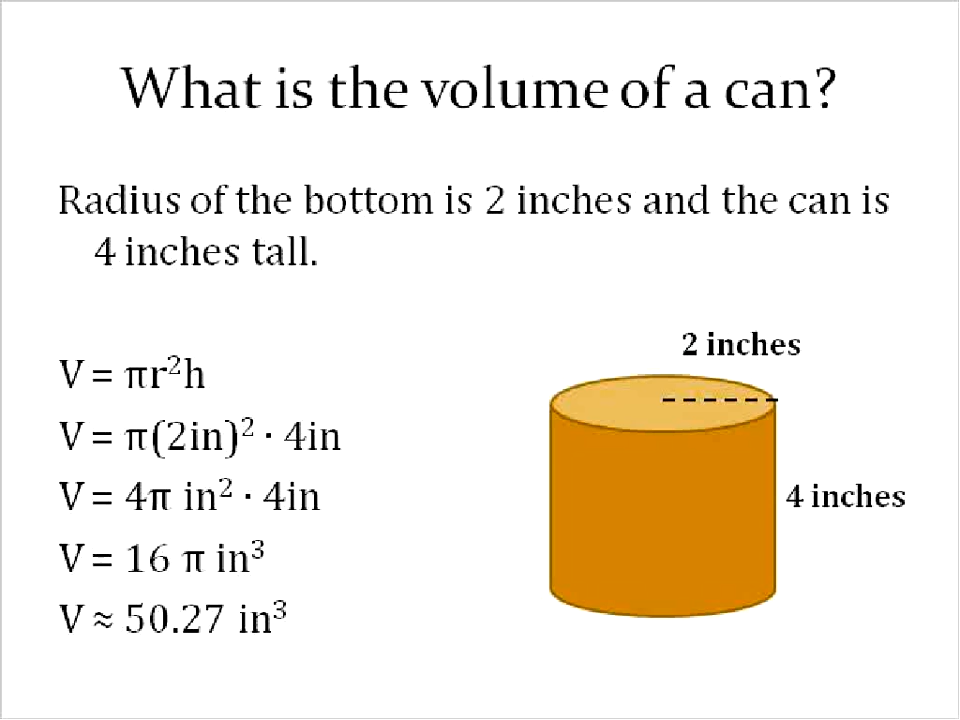 What is the volume of a can?
Radius of the bottom is 2 inches and the can is
4 inches tall.
2 inches
V = πr²h
V = π(2in)² · 4in
V = 4π in² · 4in
4 inches
V = 16 π in³
V ≈ 50.27 in³